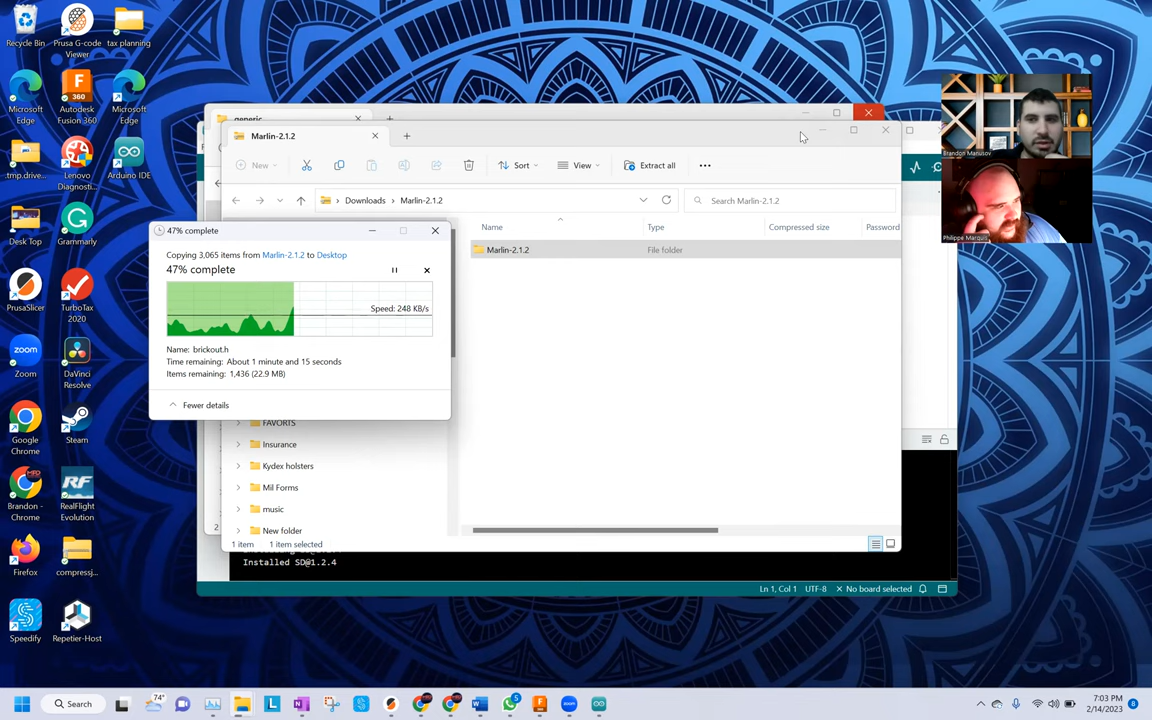 Recycle Bin
Prusa G-code
Viewer
tax planning
Microsoft
Edge
Autodesk
Fusion 360
Microsoft
Edge
.tmp.drive...
Lenovo
Diagnosti...
Arduino IDE
Desk Top
Grammarly
PrusaSlicer
TurboTax
2020
Zoom
DaVinci
Resolve
Google
Chrome
Steam
Brandon -
Chrome
RealFlight
Evolution
Firefox
compressj...
Speedify
Repetier-Host
generic
Marlin-2.1.2
New
Sort
View
Extract all
Downloads
Marlin-2.1.2
Search Marlin-2.1.2
Name
Type
Compressed size
Password
Marlin-2.1.2
File folder
47% complete
Copying 3,065 items from Marlin-2.1.2 to Desktop
47% complete
Speed: 248 KB/s
Name: brickout.h
Time remaining: About 1 minute and 15 seconds
Items remaining: 1,436 (22.9 MB)
Fewer details
FAVORTS
Insurance
Kydex holsters
Mil Forms
music
New folder
1 item
1 item selected
Installed SD@1.2.4
Ln 1, Col 1
UTF-8
No board selected
Brandon Manusov
Philippe Marquis
Search
74°
5
7:03 PM
2/14/2023
8